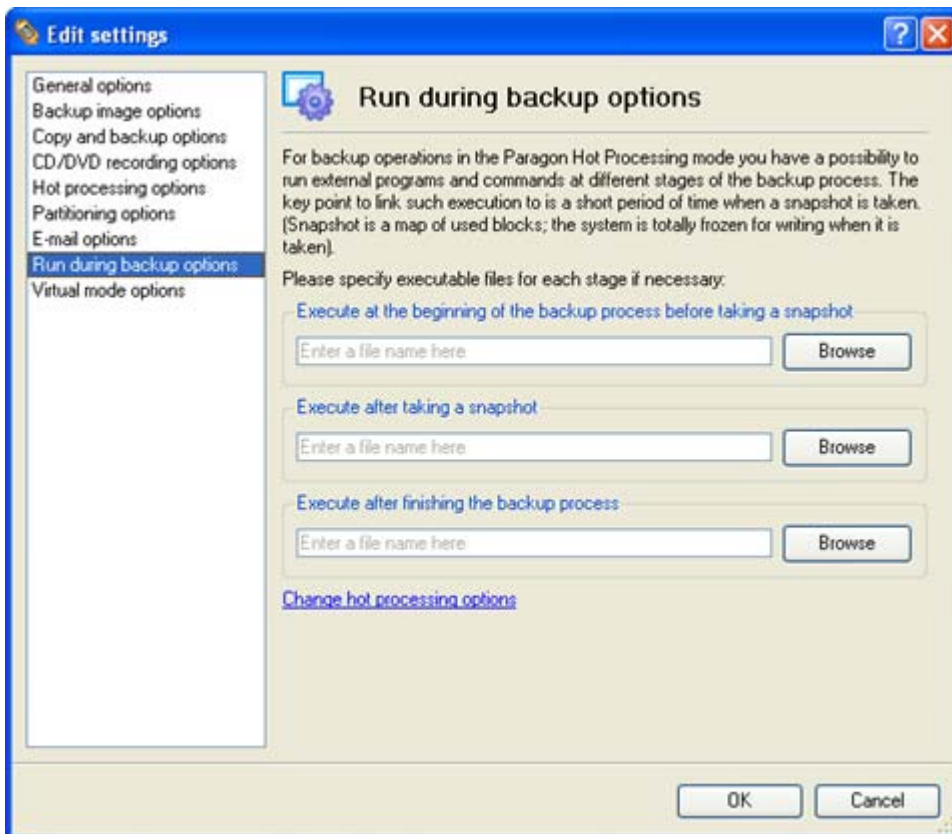 Edit settings
General options
Backup image options
Copy and backup options
CD/DVD recording options
Hot processing options
Partitioning options
E-mail options
Run during backup options
Virtual mode options
Run during backup options
For backup operations in the Paragon Hot Processing mode you have a possibility to
run external programs and commands at different stages of the backup process. The
key point to link such execution to is a short period of time when a snapshot is taken.
(Snapshot is a map of used blocks; the system is totally frozen for writing when it is
taken).
Please specify executable files for each stage if necessary:
Execute at the beginning of the backup process before taking a snapshot
Enter a file name here
Browse
Execute after taking a snapshot
Enter a file name here
Browse
Execute after finishing the backup process
Enter a file name here
Browse
Change hot processing options
OK
Cancel